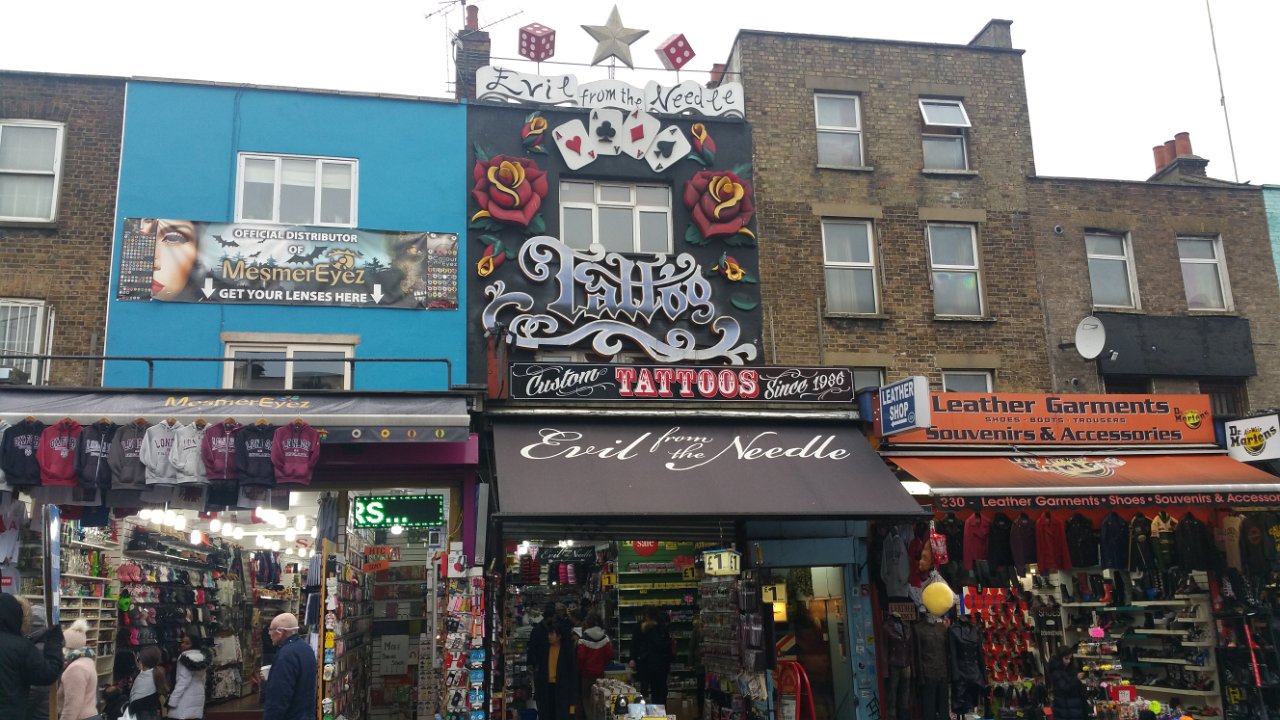 Evil from the Needle
A A A A
Tattoo
OFFICIAL DISTRIBUTOR
OF
MesmerEyez
GET YOUR LENSES HERE
Custom TATTOOS Since 1986
Evil from the Needle
MesmerEyez
LEATHER
SHOP
Leather Garments
SHOES · BOOTS · TROUSERS
Souvenirs & Accessories
Dr. Martens
230 Leather Garments • Shoes • Souvenirs & Accessor
RS...
£1